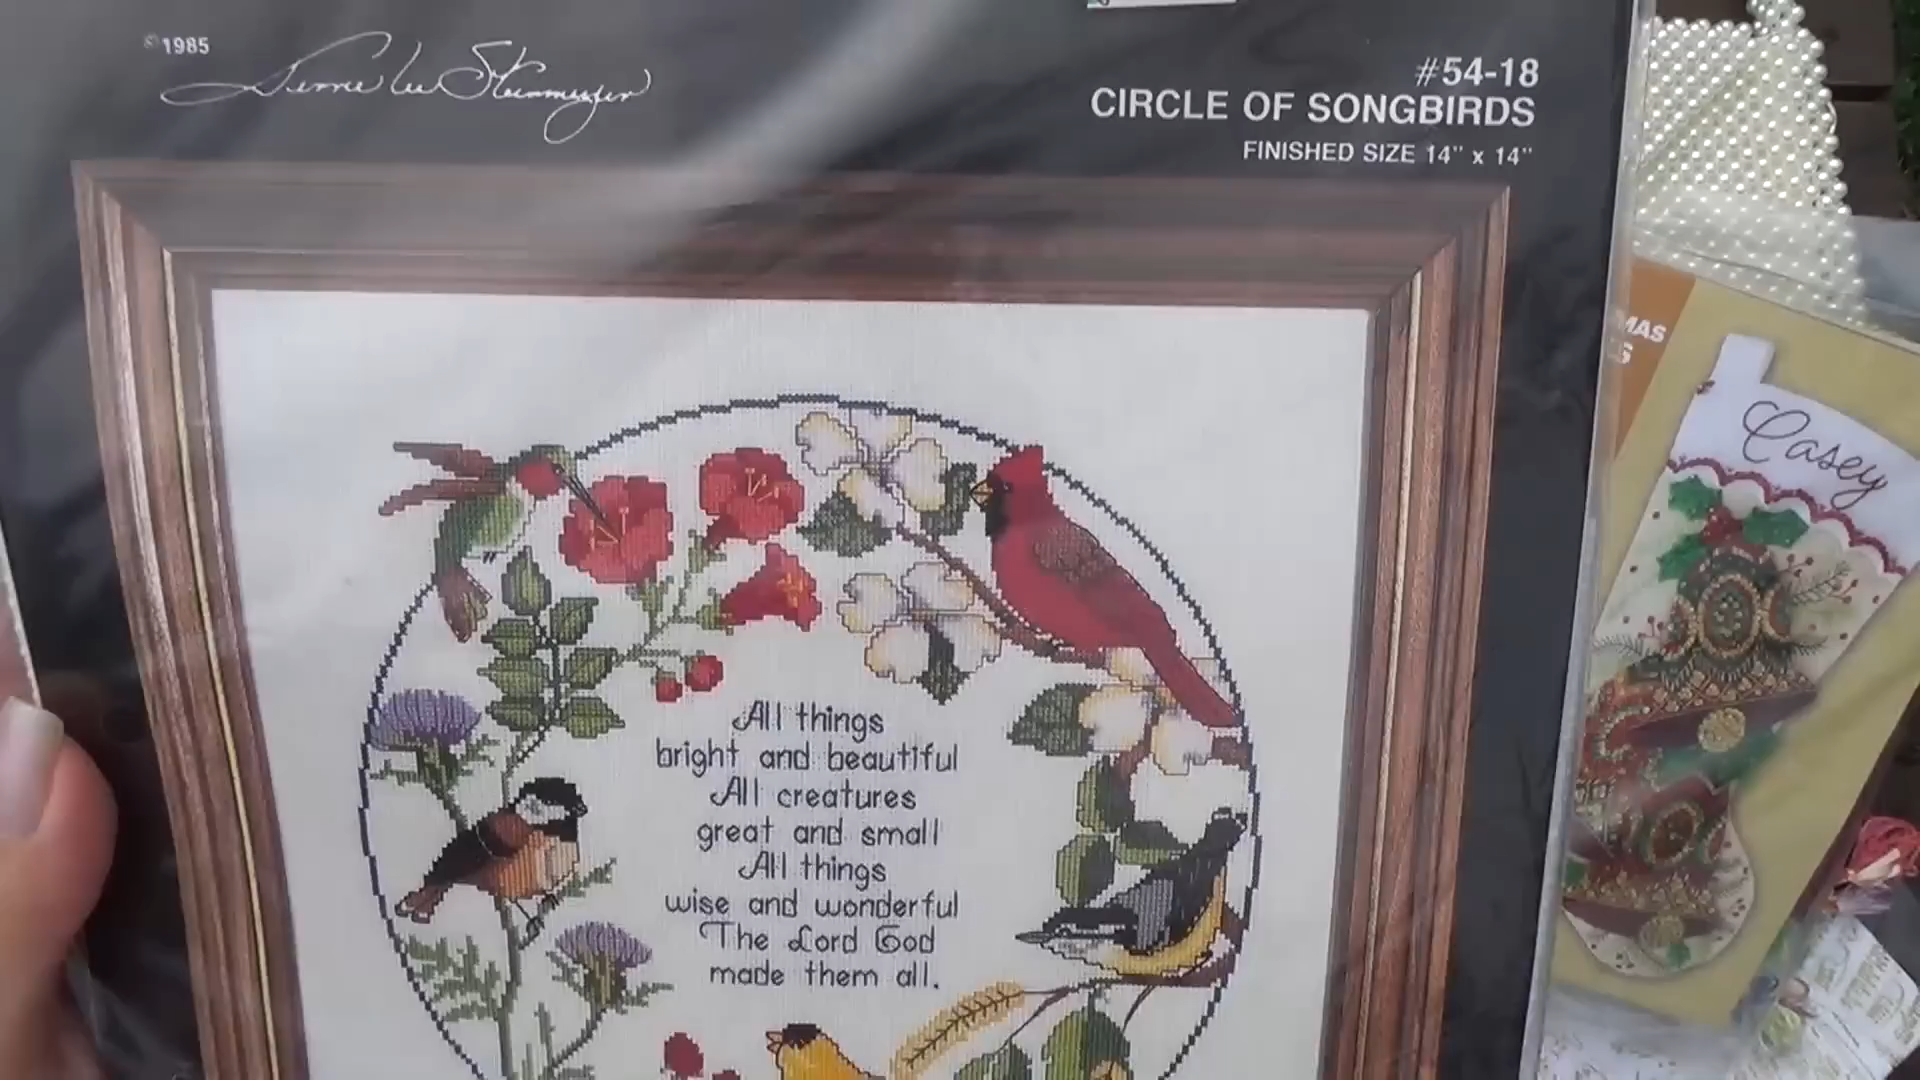 ©1985
#54-18
CIRCLE OF SONGBIRDS
FINISHED SIZE 14" x 14"
All things
bright and beautiful
All creatures
great and small
All things
wise and wonderful
The Lord God
made them all.
MAS
Casey